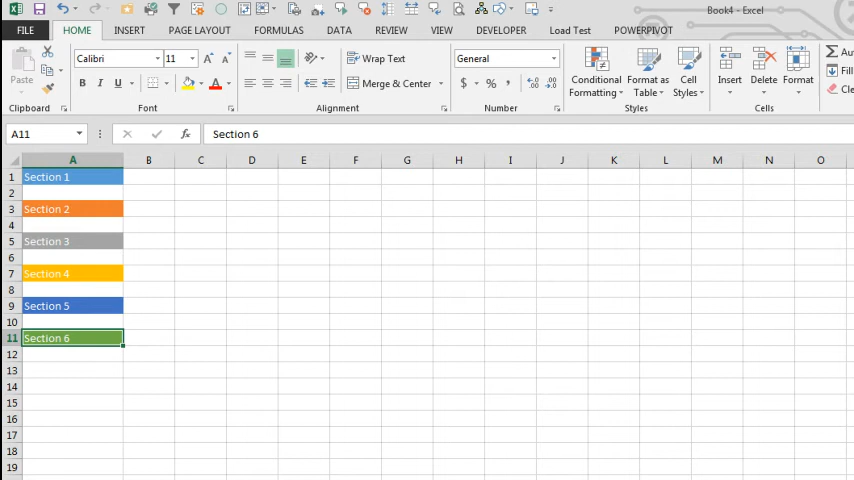 Book4 - Excel
FILE HOME INSERT PAGE LAYOUT FORMULAS DATA REVIEW VIEW DEVELOPER Load Test POWERPIVOT
Calibri 11 Wrap Text General
Paste B I U Merge & Center $ % , Conditional Formatting Format as Table Cell Styles Insert Delete Format
Clipboard Font Alignment Number Styles Cells
A11 fx Section 6
A B C D E F G H I J K L M N O
1 Section 1
2
3 Section 2
4
5 Section 3
6
7 Section 4
8
9 Section 5
10
11 Section 6
12
13
14
15
16
17
18
19